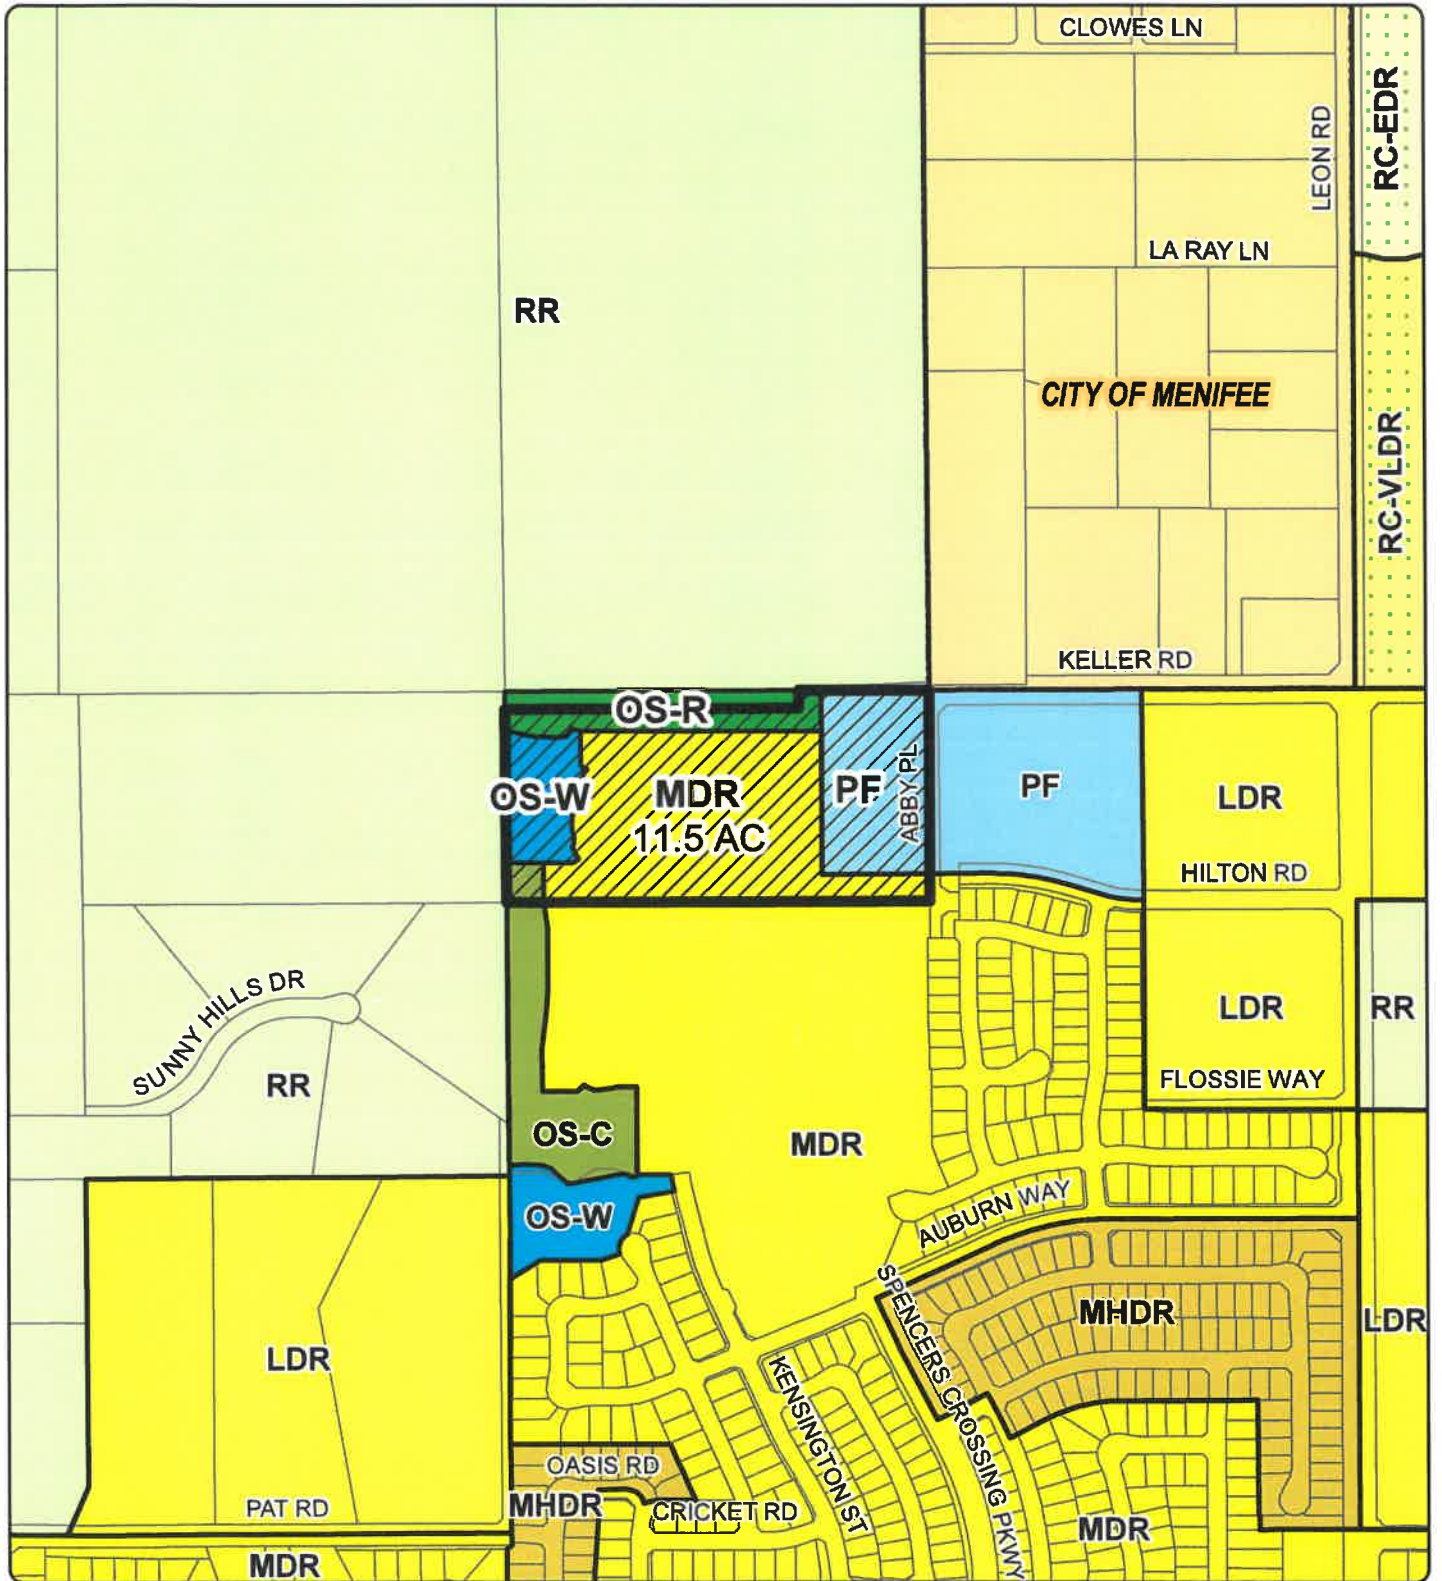 CLOWES LN
RC-EDR
LEON RD
LA RAY LN
RR
CITY OF MENIFEE
RC-VLDR
KELLER RD
OS-R
OS-W
MDR
11.5 AC
PF
ABBY PL
PF
LDR
HILTON RD
SUNNY HILLS DR
RR
LDR
RR
FLOSSIE WAY
OS-C
MDR
OS-W
AUBURN WAY
SPENCERS CROSSING PKWY
MHDR
LDR
LDR
KENSINGTON ST
OASIS RD
PAT RD
MHDR
CRICKET RD
MDR
MDR